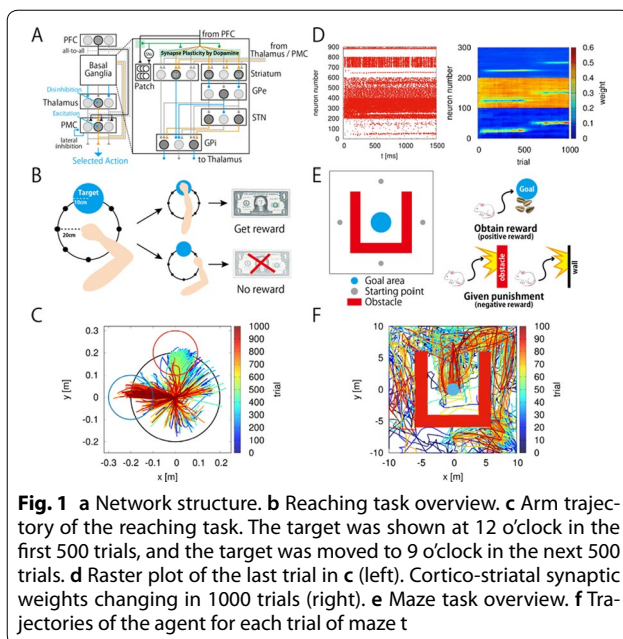 A
from PFC
PFC
all-to-all
Synapse Plasticity by Dopamine
from
Thalamus / PMC
Basal
Ganglia
Patch
Striatum
GPe
Disinhibition
Thalamus
STN
Excitation
PMC
lateral
inhibition
GPi
Selected Action
to Thalamus
B
Target
10cm
20cm
Get reward
No reward
C
0.3
0.2
0.1
0
-0.1
-0.2
y [m]
-0.3 -0.2 -0.1 0 0.1 0.2
x [m]
1000
900
800
700
600
500
400
300
200
100
0
trial
D
900
800
700
600
500
400
300
200
100
0
neuron number
0 500 1000 1500
t [ms]
300
200
100
0
neuron number
0 500 1000
trial
0.6
0.5
0.4
0.3
0.2
0.1
0
weight
E
Goal
Obtain reward
(positive reward)
obstacle
wall
Given punishment
(negative reward)
Goal area
Starting point
Obstacle
F
10
5
0
-5
-10
y [m]
-10 -5 0 5 10
x [m]
100
90
80
70
60
50
40
30
20
10
0
trial
Fig. 1 a Network structure. b Reaching task overview. c Arm trajec-
tory of the reaching task. The target was shown at 12 o'clock in the
first 500 trials, and the target was moved to 9 o'clock in the next 500
trials. d Raster plot of the last trial in c (left). Cortico-striatal synaptic
weights changing in 1000 trials (right). e Maze task overview. f Tra-
jectories of the agent for each trial of maze t